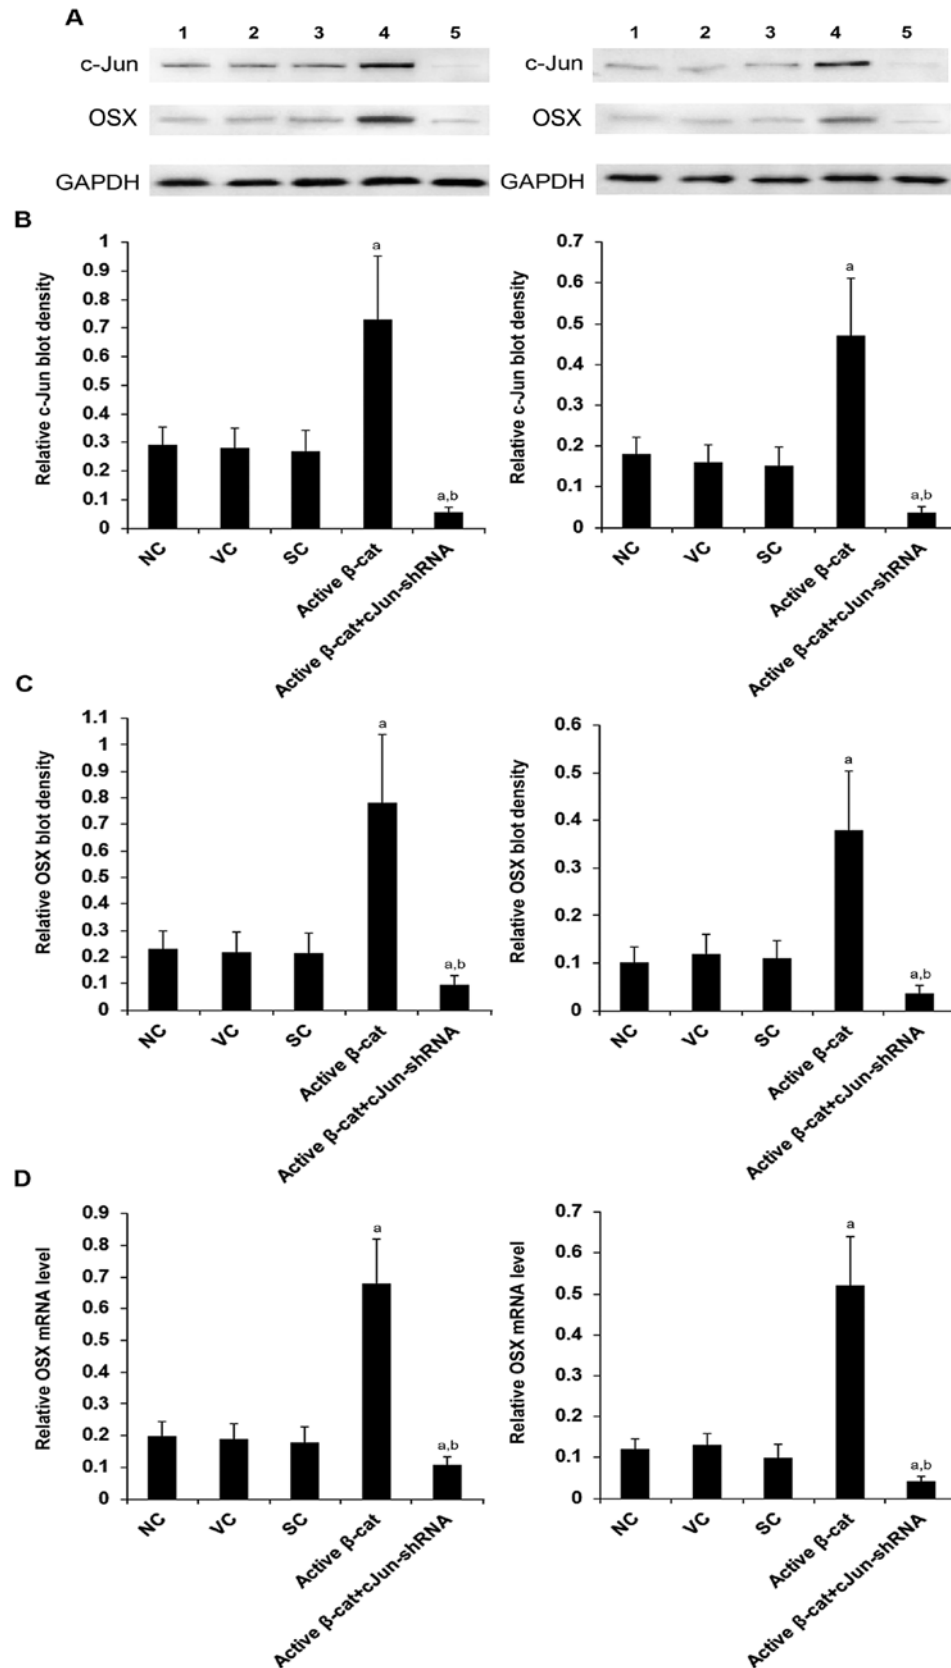 A
1 2 3 4 5
c-Jun
OSX
GAPDH
1 2 3 4 5
c-Jun
OSX
GAPDH
B
Relative c-Jun blot density
1
0.9
0.8
0.7
0.6
0.5
0.4
0.3
0.2
0.1
0
a
a,b
NC
VC
SC
Active β-cat
Active β-cat+cJun-shRNA
Relative c-Jun blot density
0.7
0.6
0.5
0.4
0.3
0.2
0.1
0
a
a,b
NC
VC
SC
Active β-cat
Active β-cat+cJun-shRNA
C
Relative OSX blot density
1.1
1
0.9
0.8
0.7
0.6
0.5
0.4
0.3
0.2
0.1
0
a
a,b
NC
VC
SC
Active β-cat
Active β-cat+cJun-shRNA
Relative OSX blot density
0.6
0.5
0.4
0.3
0.2
0.1
0
a
a,b
NC
VC
SC
Active β-cat
Active β-cat+cJun-shRNA
D
Relative OSX mRNA level
0.9
0.8
0.7
0.6
0.5
0.4
0.3
0.2
0.1
0
a
a,b
NC
VC
SC
Active β-cat
Active β-cat+cJun-shRNA
Relative OSX mRNA level
0.7
0.6
0.5
0.4
0.3
0.2
0.1
0
a
a,b
NC
VC
SC
Active β-cat
Active β-cat+cJun-shRNA